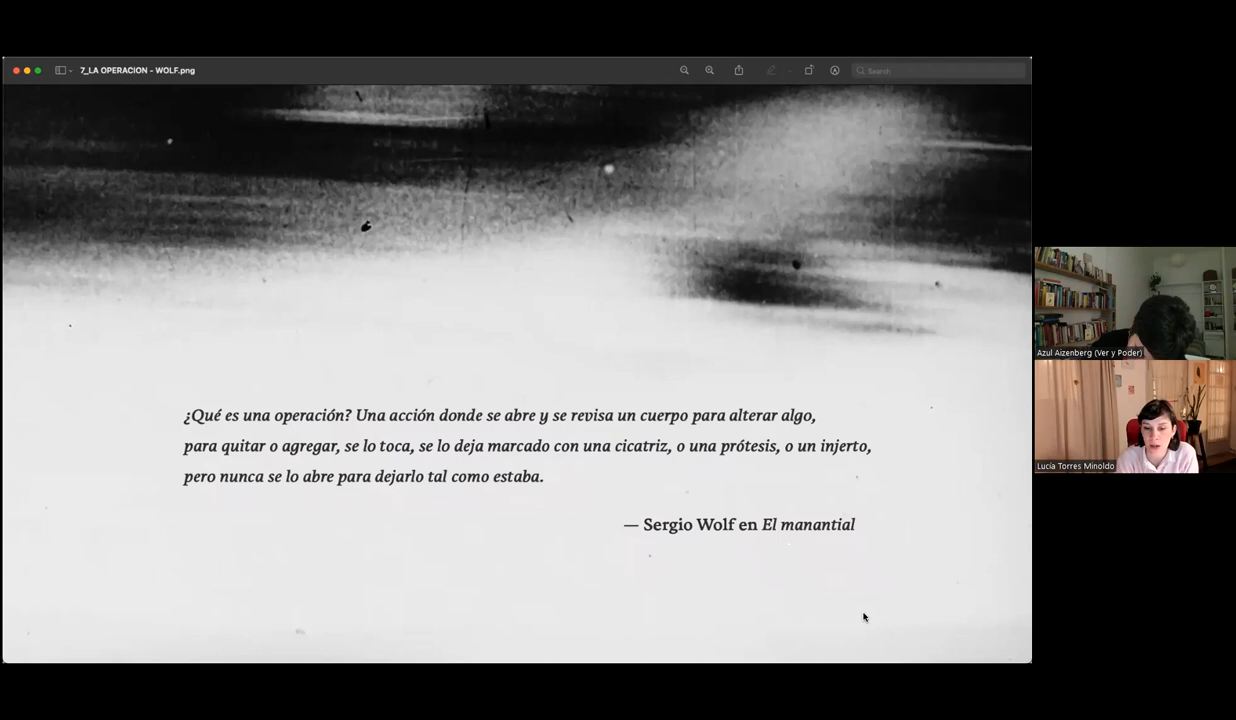 7_LA OPERACION - WOLF.png
Search
¿Qué es una operación? Una acción donde se abre y se revisa un cuerpo para alterar algo,
para quitar o agregar, se lo toca, se lo deja marcado con una cicatriz, o una prótesis, o un injerto,
pero nunca se lo abre para dejarlo tal como estaba.
— Sergio Wolf en El manantial
Azul Aizenberg (Ver y Poder)
Lucía Torres Minoldo